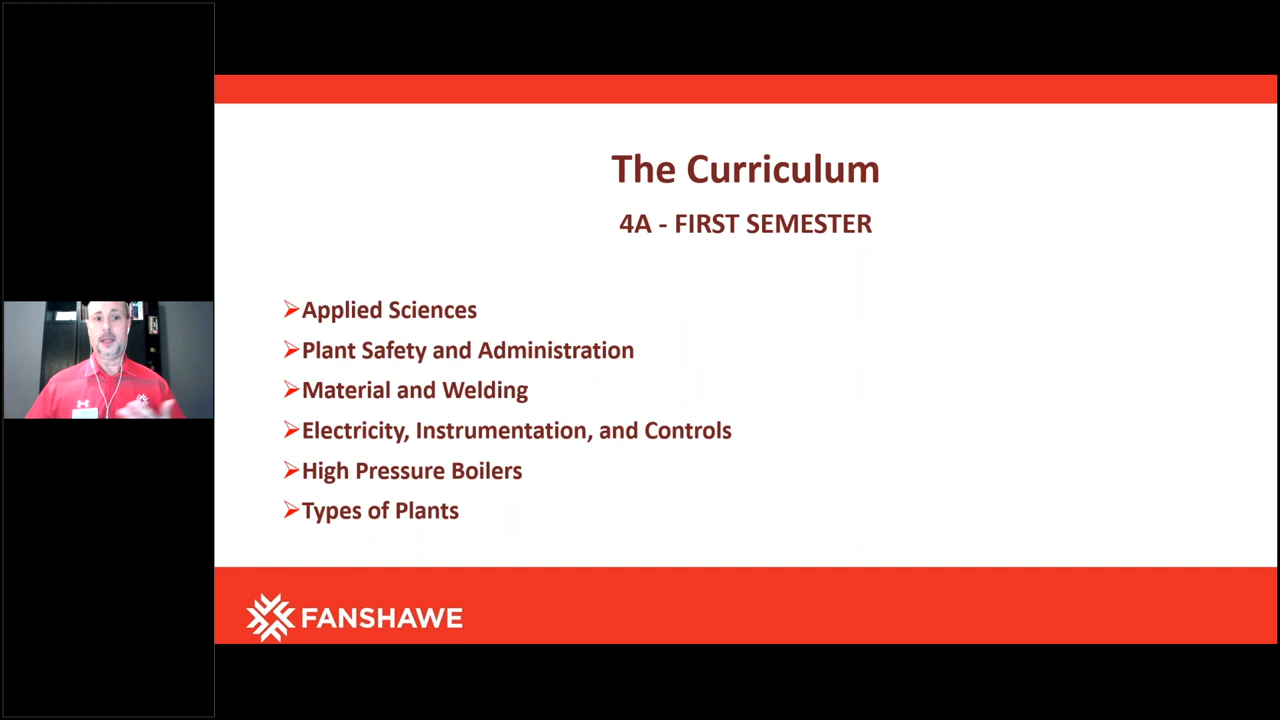 The Curriculum
4A - FIRST SEMESTER
Applied Sciences
Plant Safety and Administration
Material and Welding
Electricity, Instrumentation, and Controls
High Pressure Boilers
Types of Plants
FANSHAWE